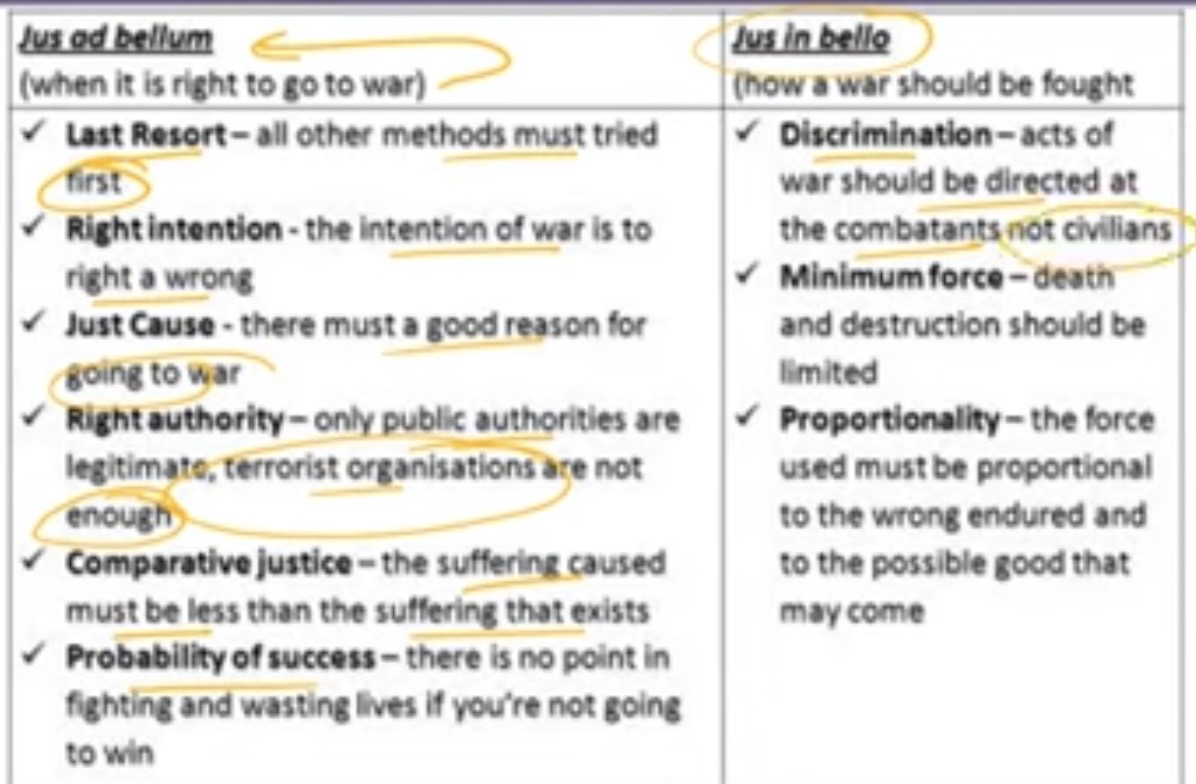 Jus ad bellum
(when it is right to go to war)
✓ Last Resort – all other methods must tried
first
✓ Right intention - the intention of war is to
right a wrong
✓ Just Cause - there must a good reason for
going to war
✓ Right authority – only public authorities are
legitimate, terrorist organisations are not
enough
✓ Comparative justice – the suffering caused
must be less than the suffering that exists
✓ Probability of success – there is no point in
fighting and wasting lives if you're not going
to win
Jus in bello
(how a war should be fought
✓ Discrimination – acts of
war should be directed at
the combatants not civilians
✓ Minimum force – death
and destruction should be
limited
✓ Proportionality – the force
used must be proportional
to the wrong endured and
to the possible good that
may come